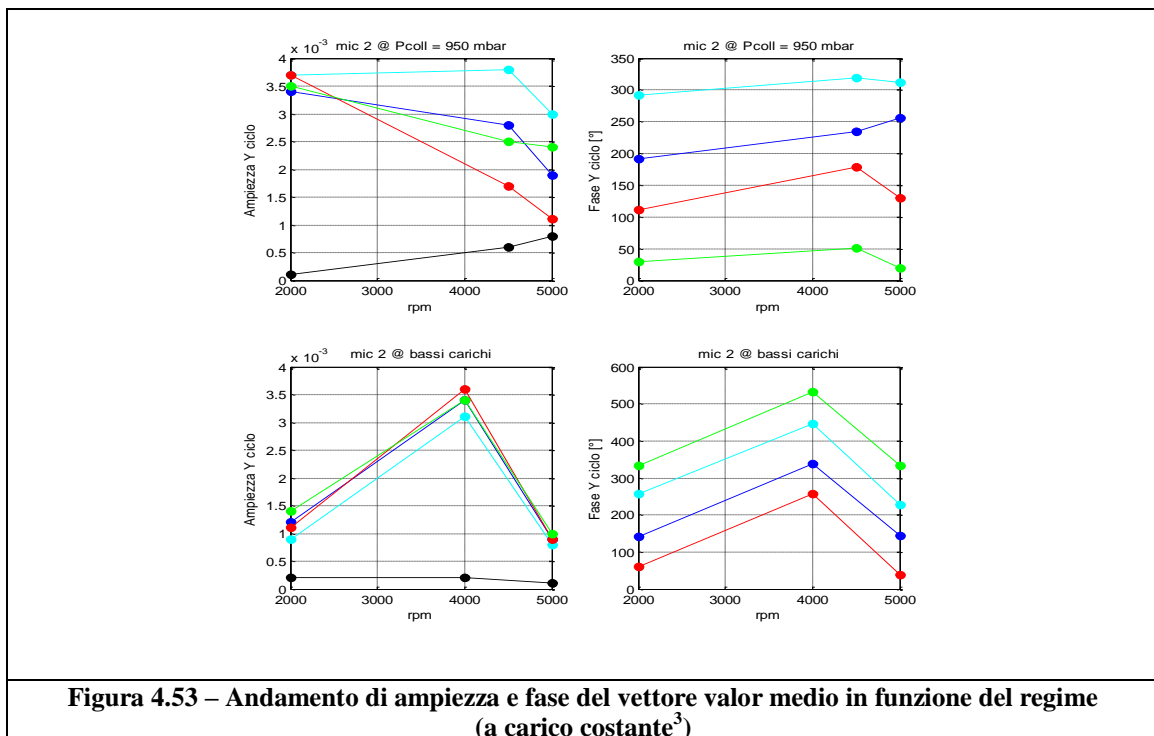 x 10⁻³
mic 2 @ Pcoll = 950 mbar
4
3.5
3
2.5
2
1.5
1
0.5
0
2000 3000 4000 5000
rpm
Ampiezza Y ciclo
mic 2 @ Pcoll = 950 mbar
350
300
250
200
150
100
50
0
2000 3000 4000 5000
rpm
Fase Y ciclo [°]
x 10⁻³
mic 2 @ bassi carichi
4
3.5
3
2.5
2
1.5
1
0.5
0
2000 3000 4000 5000
rpm
Ampiezza Y ciclo
mic 2 @ bassi carichi
600
500
400
300
200
100
0
2000 3000 4000 5000
rpm
Fase Y ciclo [°]
Figura 4.53 – Andamento di ampiezza e fase del vettore valor medio in funzione del regime
(a carico costante³)